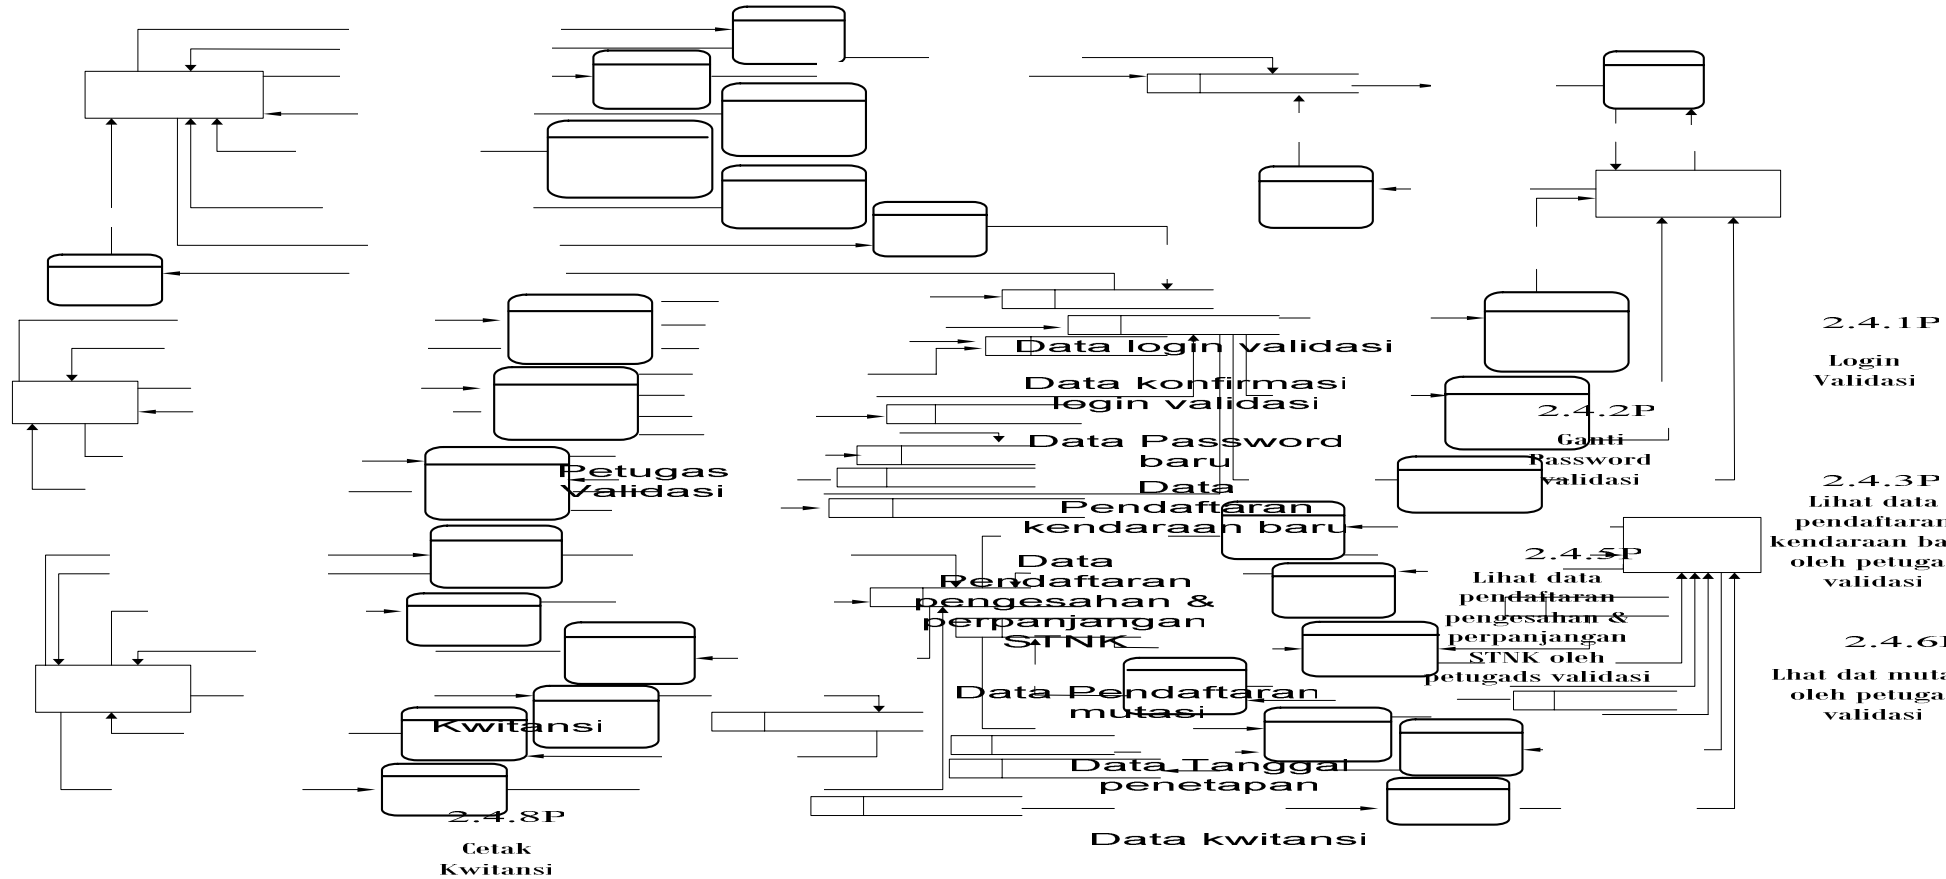 2.4.1P
Login
Validasi
Data login validasi
Data konfirmasi
login validasi
2.4.2P
Ganti
Password
validasi
Data Password
baru
Petugas
Validasi
Data
Pendaftaran
kendaraan baru
2.4.3P
Lihat data
pendaftaran
kendaraan ba
oleh petuga
validasi
Data
Pendaftaran
pengesahan &
perpanjangan
STNK
2.4.5P
Lihat data
pendaftaran
pengesahan &
perpanjangan
STNK oleh
petugads validasi
2.4.6P
Lhat dat muta
oleh petuga
validasi
Data Pendaftaran
mutasi
Kwitansi
Data Tanggal
penetapan
2.4.8P
Cetak
Kwitansi
Data kwitansi